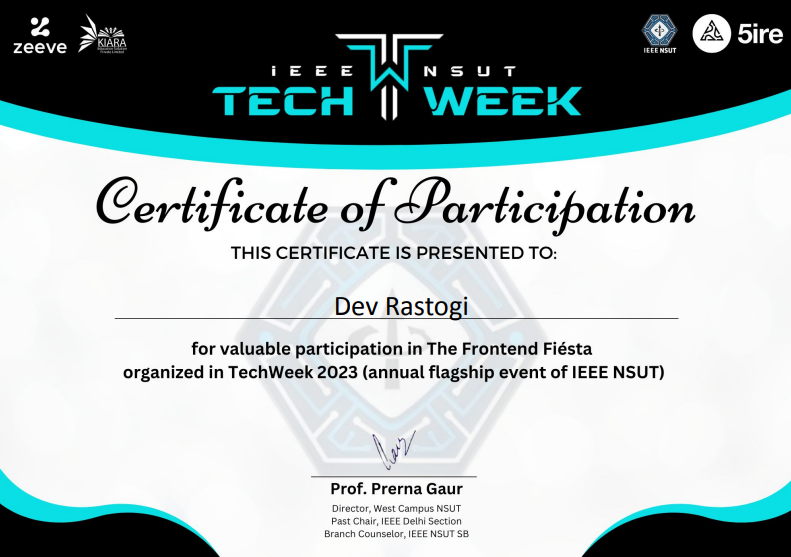 zeeve
KIARA
IEEE NSUT
5ire
iEEE NSUT
TECH WEEK
Certificate of Participation
THIS CERTIFICATE IS PRESENTED TO:
Dev Rastogi
for valuable participation in The Frontend Fiésta
organized in TechWeek 2023 (annual flagship event of IEEE NSUT)
Prof. Prerna Gaur
Director, West Campus NSUT
Past Chair, IEEE Delhi Section
Branch Counselor, IEEE NSUT SB